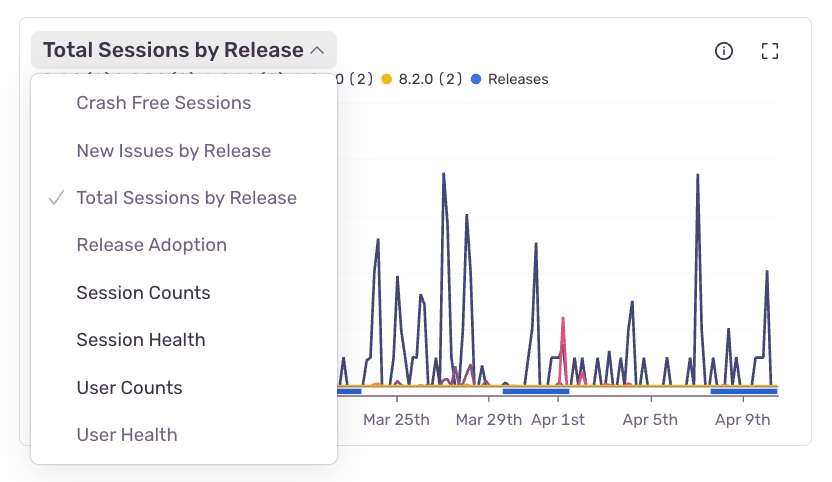 Total Sessions by Release
0 (2) 8.2.0 (2) Releases
Crash Free Sessions
New Issues by Release
Total Sessions by Release
Release Adoption
Session Counts
Session Health
User Counts
User Health
Mar 25th Mar 29th Apr 1st Apr 5th Apr 9th